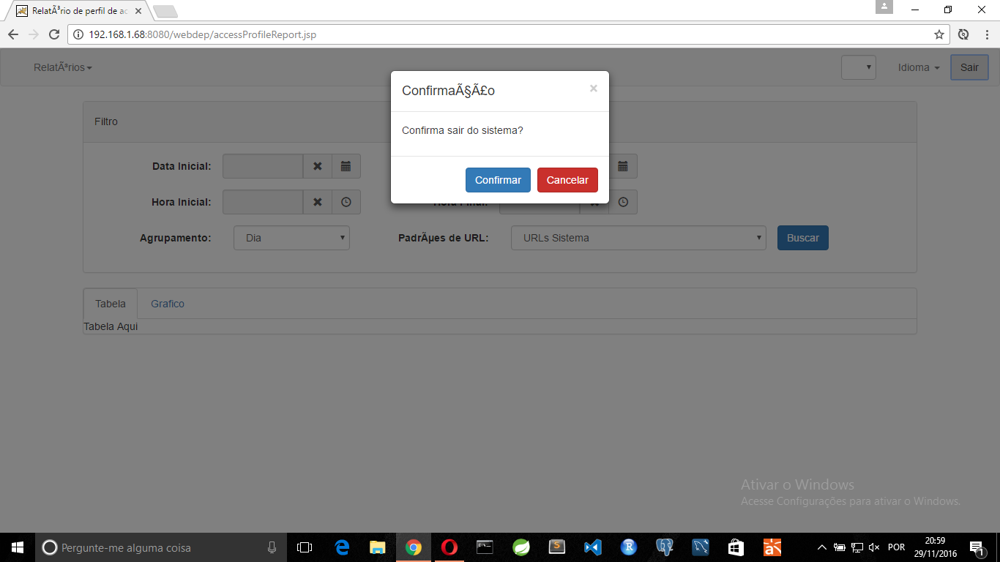 RelatÃ³rio de perfil de ac
192.168.1.68:8080/webdep/accessProfileReport.jsp
RelatÃ³rios
Idioma
Sair
ConfirmaÃ§Ã£o
×
Confirma sair do sistema?
Confirmar
Cancelar
Filtro
Data Inicial:
Hora Inicial:
Hora Final:
Agrupamento:
Dia
PadrÃµes de URL:
URLs Sistema
Buscar
Tabela
Grafico
Tabela Aqui
Ativar o Windows
Acesse Configurações para ativar o Windows.
Pergunte-me alguma coisa
POR
20:59
29/11/2016
1